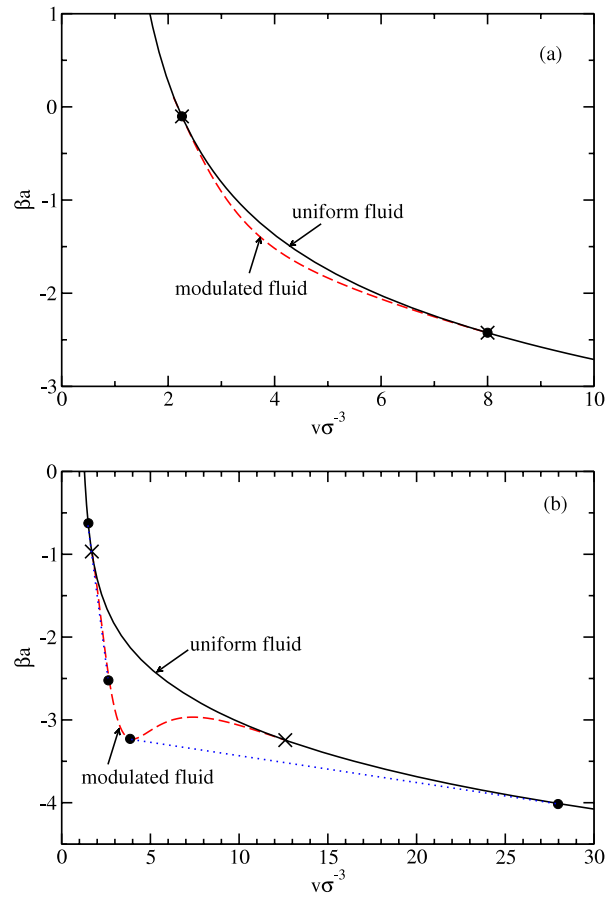 1
(a)
0
βa
uniform fluid
-1
modulated fluid
-2
-3
0 2 4 6 8 10
vσ⁻³
0
(b)
-1
uniform fluid
-2
βa
-3
modulated fluid
-4
0 5 10 15 20 25 30
vσ⁻³